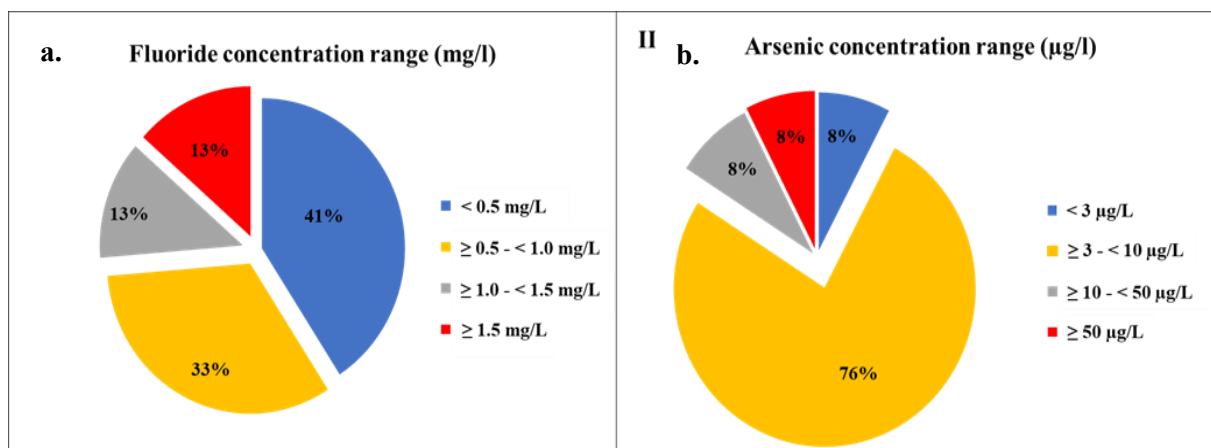 a.
Fluoride concentration range (mg/l)
13%
13%
41%
33%
< 0.5 mg/L
≥ 0.5 - < 1.0 mg/L
≥ 1.0 - < 1.5 mg/L
≥ 1.5 mg/L
II
b.
Arsenic concentration range (µg/l)
8%
8%
8%
76%
< 3 µg/L
≥ 3 - < 10 µg/L
≥ 10 - < 50 µg/L
≥ 50 µg/L